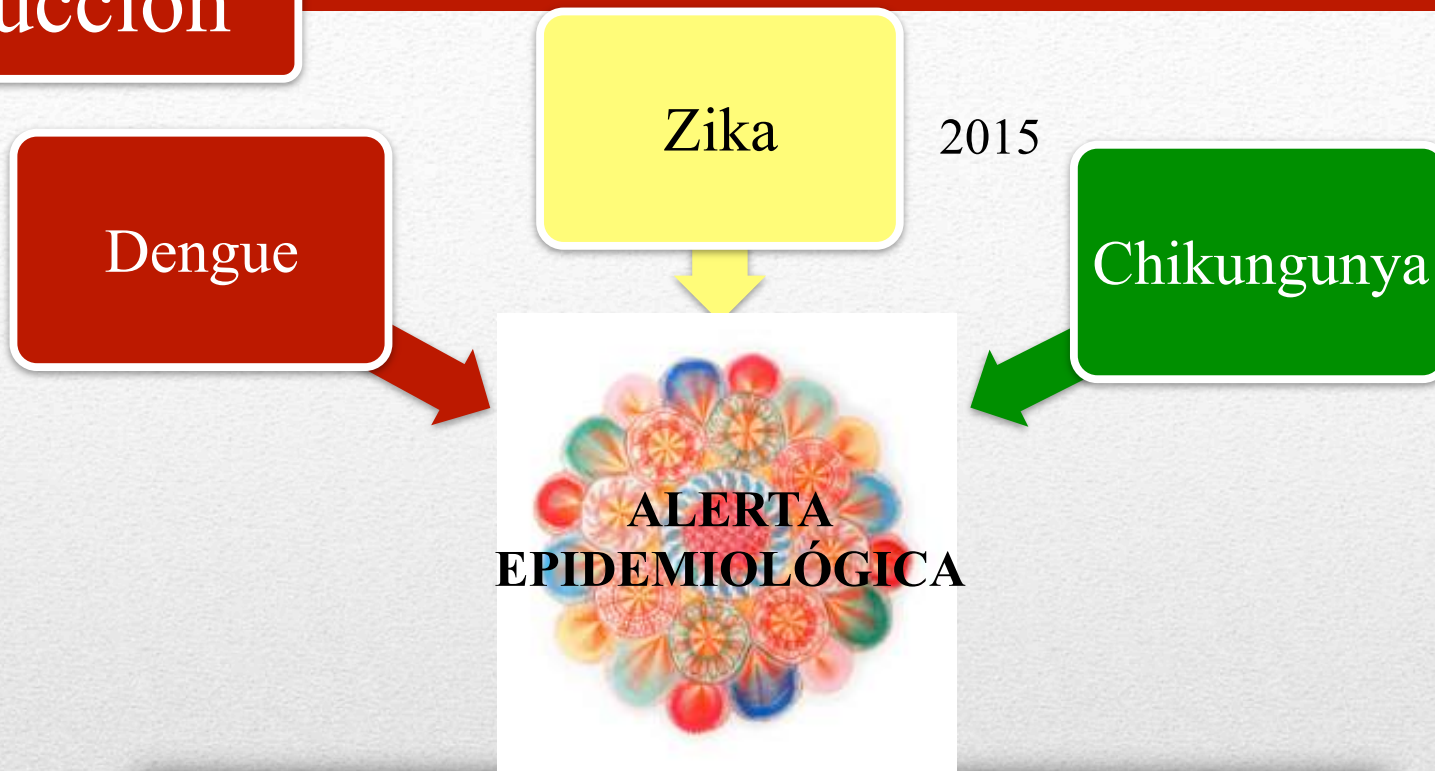 ucción
Zika
2015
Dengue
Chikungunya
ALERTA
EPIDEMIOLÓGICA